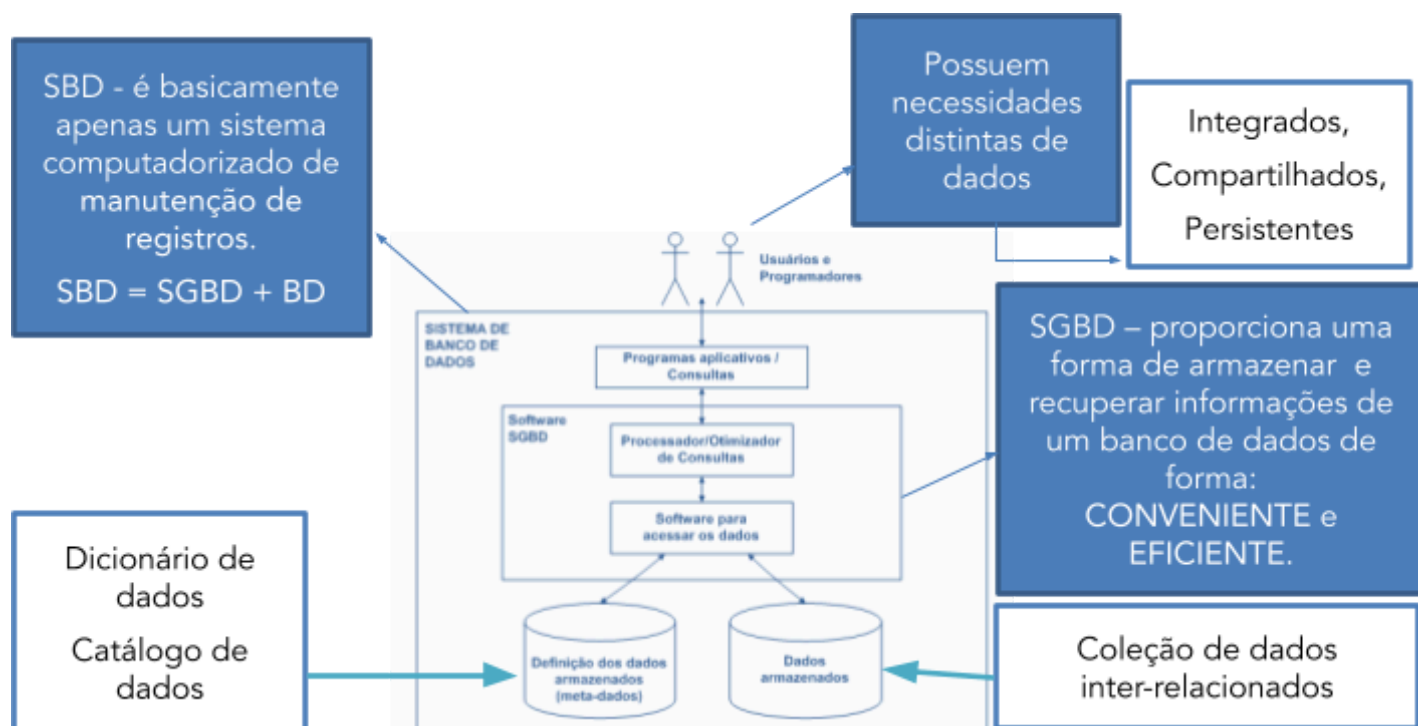 SBD - é basicamente
apenas um sistema
computadorizado de
manutenção de
registros.
SBD = SGBD + BD
Possuem
necessidades
distintas de
dados
Integrados,
Compartilhados,
Persistentes
Usuários e
Programadores
SISTEMA DE
BANCO DE
DADOS
Programas aplicativos /
Consultas
Software
SGBD
Processador/Otimizador
de Consultas
Software para
acessar os dados
SGBD – proporciona uma
forma de armazenar e
recuperar informações de
um banco de dados de
forma:
CONVENIENTE e
EFICIENTE.
Dicionário de
dados
Catálogo de
dados
Definição dos dados
armazenados
(meta-dados)
Dados
armazenados
Coleção de dados
inter-relacionados